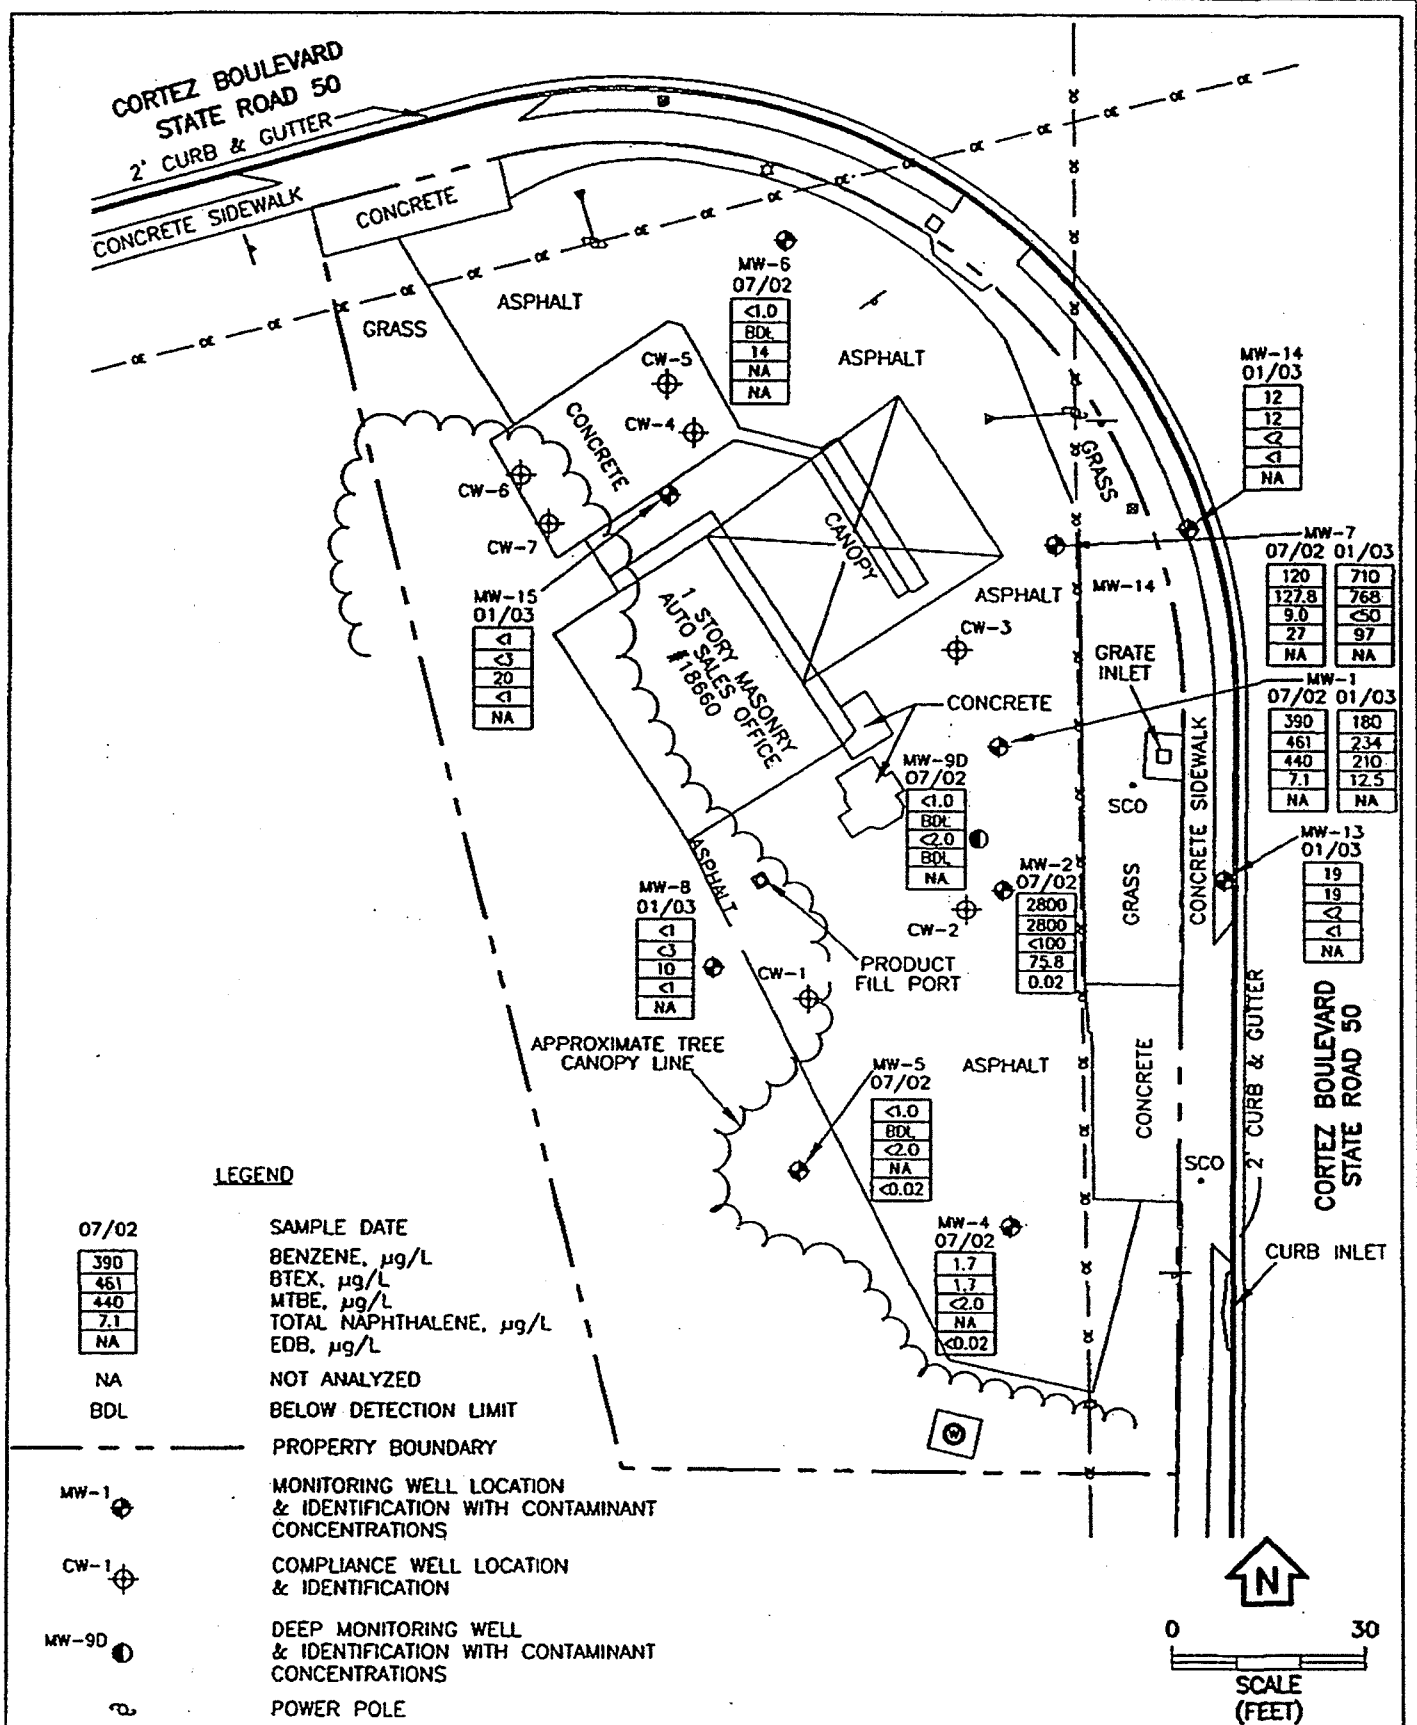 CORTEZ BOULEVARD
STATE ROAD 50
2' CURB & GUTTER
CONCRETE SIDEWALK
CONCRETE
GRASS
ASPHALT
MW-6
07/02
<1.0
BDL
14
NA
NA
ASPHALT
CW-5
CW-4
CONCRETE
CW-6
CW-7
MW-14
01/03
12
12
<2
<1
NA
GRASS
CANOPY
MW-7
07/02 01/03
120 710
127.8 768
9.0 <50
27 97
NA NA
ASPHALT
MW-14
MW-15
01/03
<1
<3
20
<1
NA
1 STORY MASONRY
AUTO SALES OFFICE
#18660
CW-3
GRATE
INLET
CONCRETE
MW-1
07/02 01/03
390 180
461 234
440 210
7.1 12.5
NA NA
MW-9D
07/02
<1.0
BDL
<2.0
BDL
NA
SCO
CONCRETE SIDEWALK
MW-13
01/03
19
19
<2
<1
NA
ASPHALT
MW-8
01/03
<1
<3
10
<1
NA
MW-2
07/02
2800
2800
<100
75.8
0.02
GRASS
CW-2
PRODUCT
FILL PORT
CW-1
APPROXIMATE TREE
CANOPY LINE
MW-5
07/02
<1.0
BDL
<2.0
NA
<0.02
ASPHALT
CONCRETE
2' CURB & GUTTER
CORTEZ BOULEVARD
STATE ROAD 50
SCO
MW-4
07/02
1.7
1.7
<2.0
NA
<0.02
CURB INLET
W
LEGEND
07/02 SAMPLE DATE
390 BENZENE, µg/L
461 BTEX, µg/L
440 MTBE, µg/L
7.1 TOTAL NAPHTHALENE, µg/L
NA EDB, µg/L
NA NOT ANALYZED
BDL BELOW DETECTION LIMIT
PROPERTY BOUNDARY
MW-1 MONITORING WELL LOCATION
& IDENTIFICATION WITH CONTAMINANT
CONCENTRATIONS
CW-1 COMPLIANCE WELL LOCATION
& IDENTIFICATION
MW-9D DEEP MONITORING WELL
& IDENTIFICATION WITH CONTAMINANT
CONCENTRATIONS
POWER POLE
N
0 30
SCALE
(FEET)